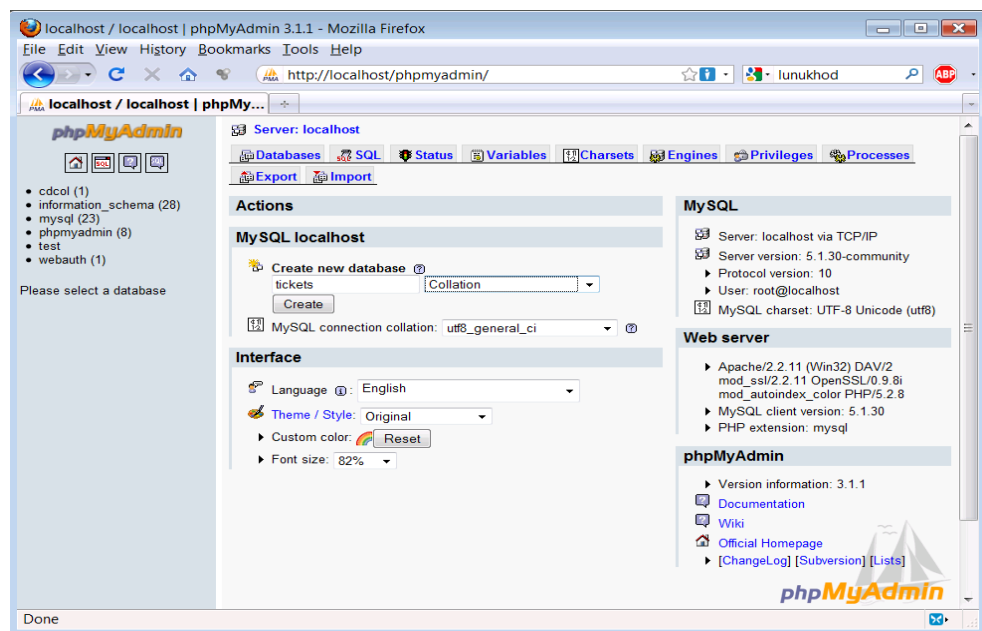 localhost / localhost | phpMyAdmin 3.1.1 - Mozilla Firefox
File Edit View History Bookmarks Tools Help
http://localhost/phpmyadmin/ lunukhod ABP
localhost / localhost | phpMy...
phpMyAdmin
SQL
cdcol (1)
information_schema (28)
mysql (23)
phpmyadmin (8)
test
webauth (1)
Please select a database
Server: localhost
Databases SQL Status Variables Charsets Engines Privileges Processes
Export Import
Actions
MySQL localhost
Create new database
tickets Collation
Create
MySQL connection collation: utf8_general_ci
Interface
Language : English
Theme / Style: Original
Custom color: Reset
Font size: 82%
MySQL
Server: localhost via TCP/IP
Server version: 5.1.30-community
Protocol version: 10
User: root@localhost
MySQL charset: UTF-8 Unicode (utf8)
Web server
Apache/2.2.11 (Win32) DAV/2
mod_ssl/2.2.11 OpenSSL/0.9.8i
mod_autoindex_color PHP/5.2.8
MySQL client version: 5.1.30
PHP extension: mysql
phpMyAdmin
Version information: 3.1.1
Documentation
Wiki
Official Homepage
[ChangeLog] [Subversion] [Lists]
phpMyAdmin
Done